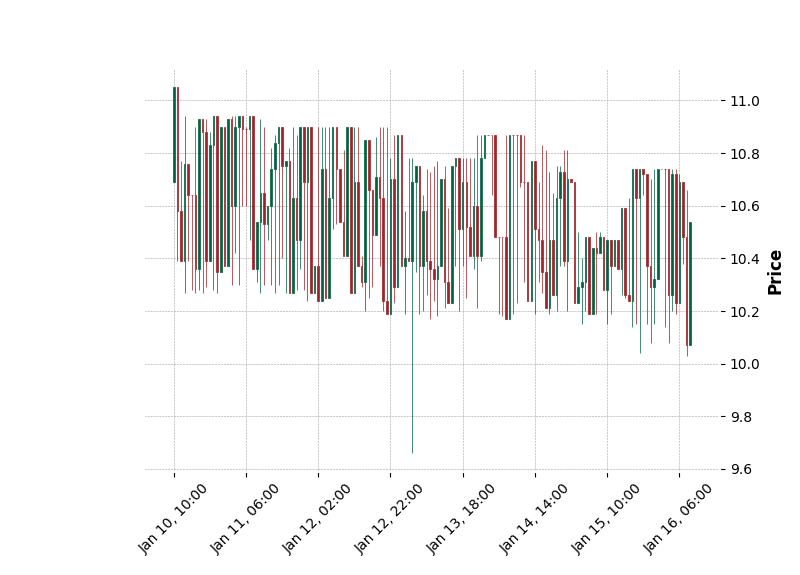 11.0
10.8
10.6
10.4
10.2
10.0
9.8
9.6
Price
Jan 10, 10:00
Jan 11, 06:00
Jan 12, 02:00
Jan 12, 22:00
Jan 13, 18:00
Jan 14, 14:00
Jan 15, 10:00
Jan 16, 06:00